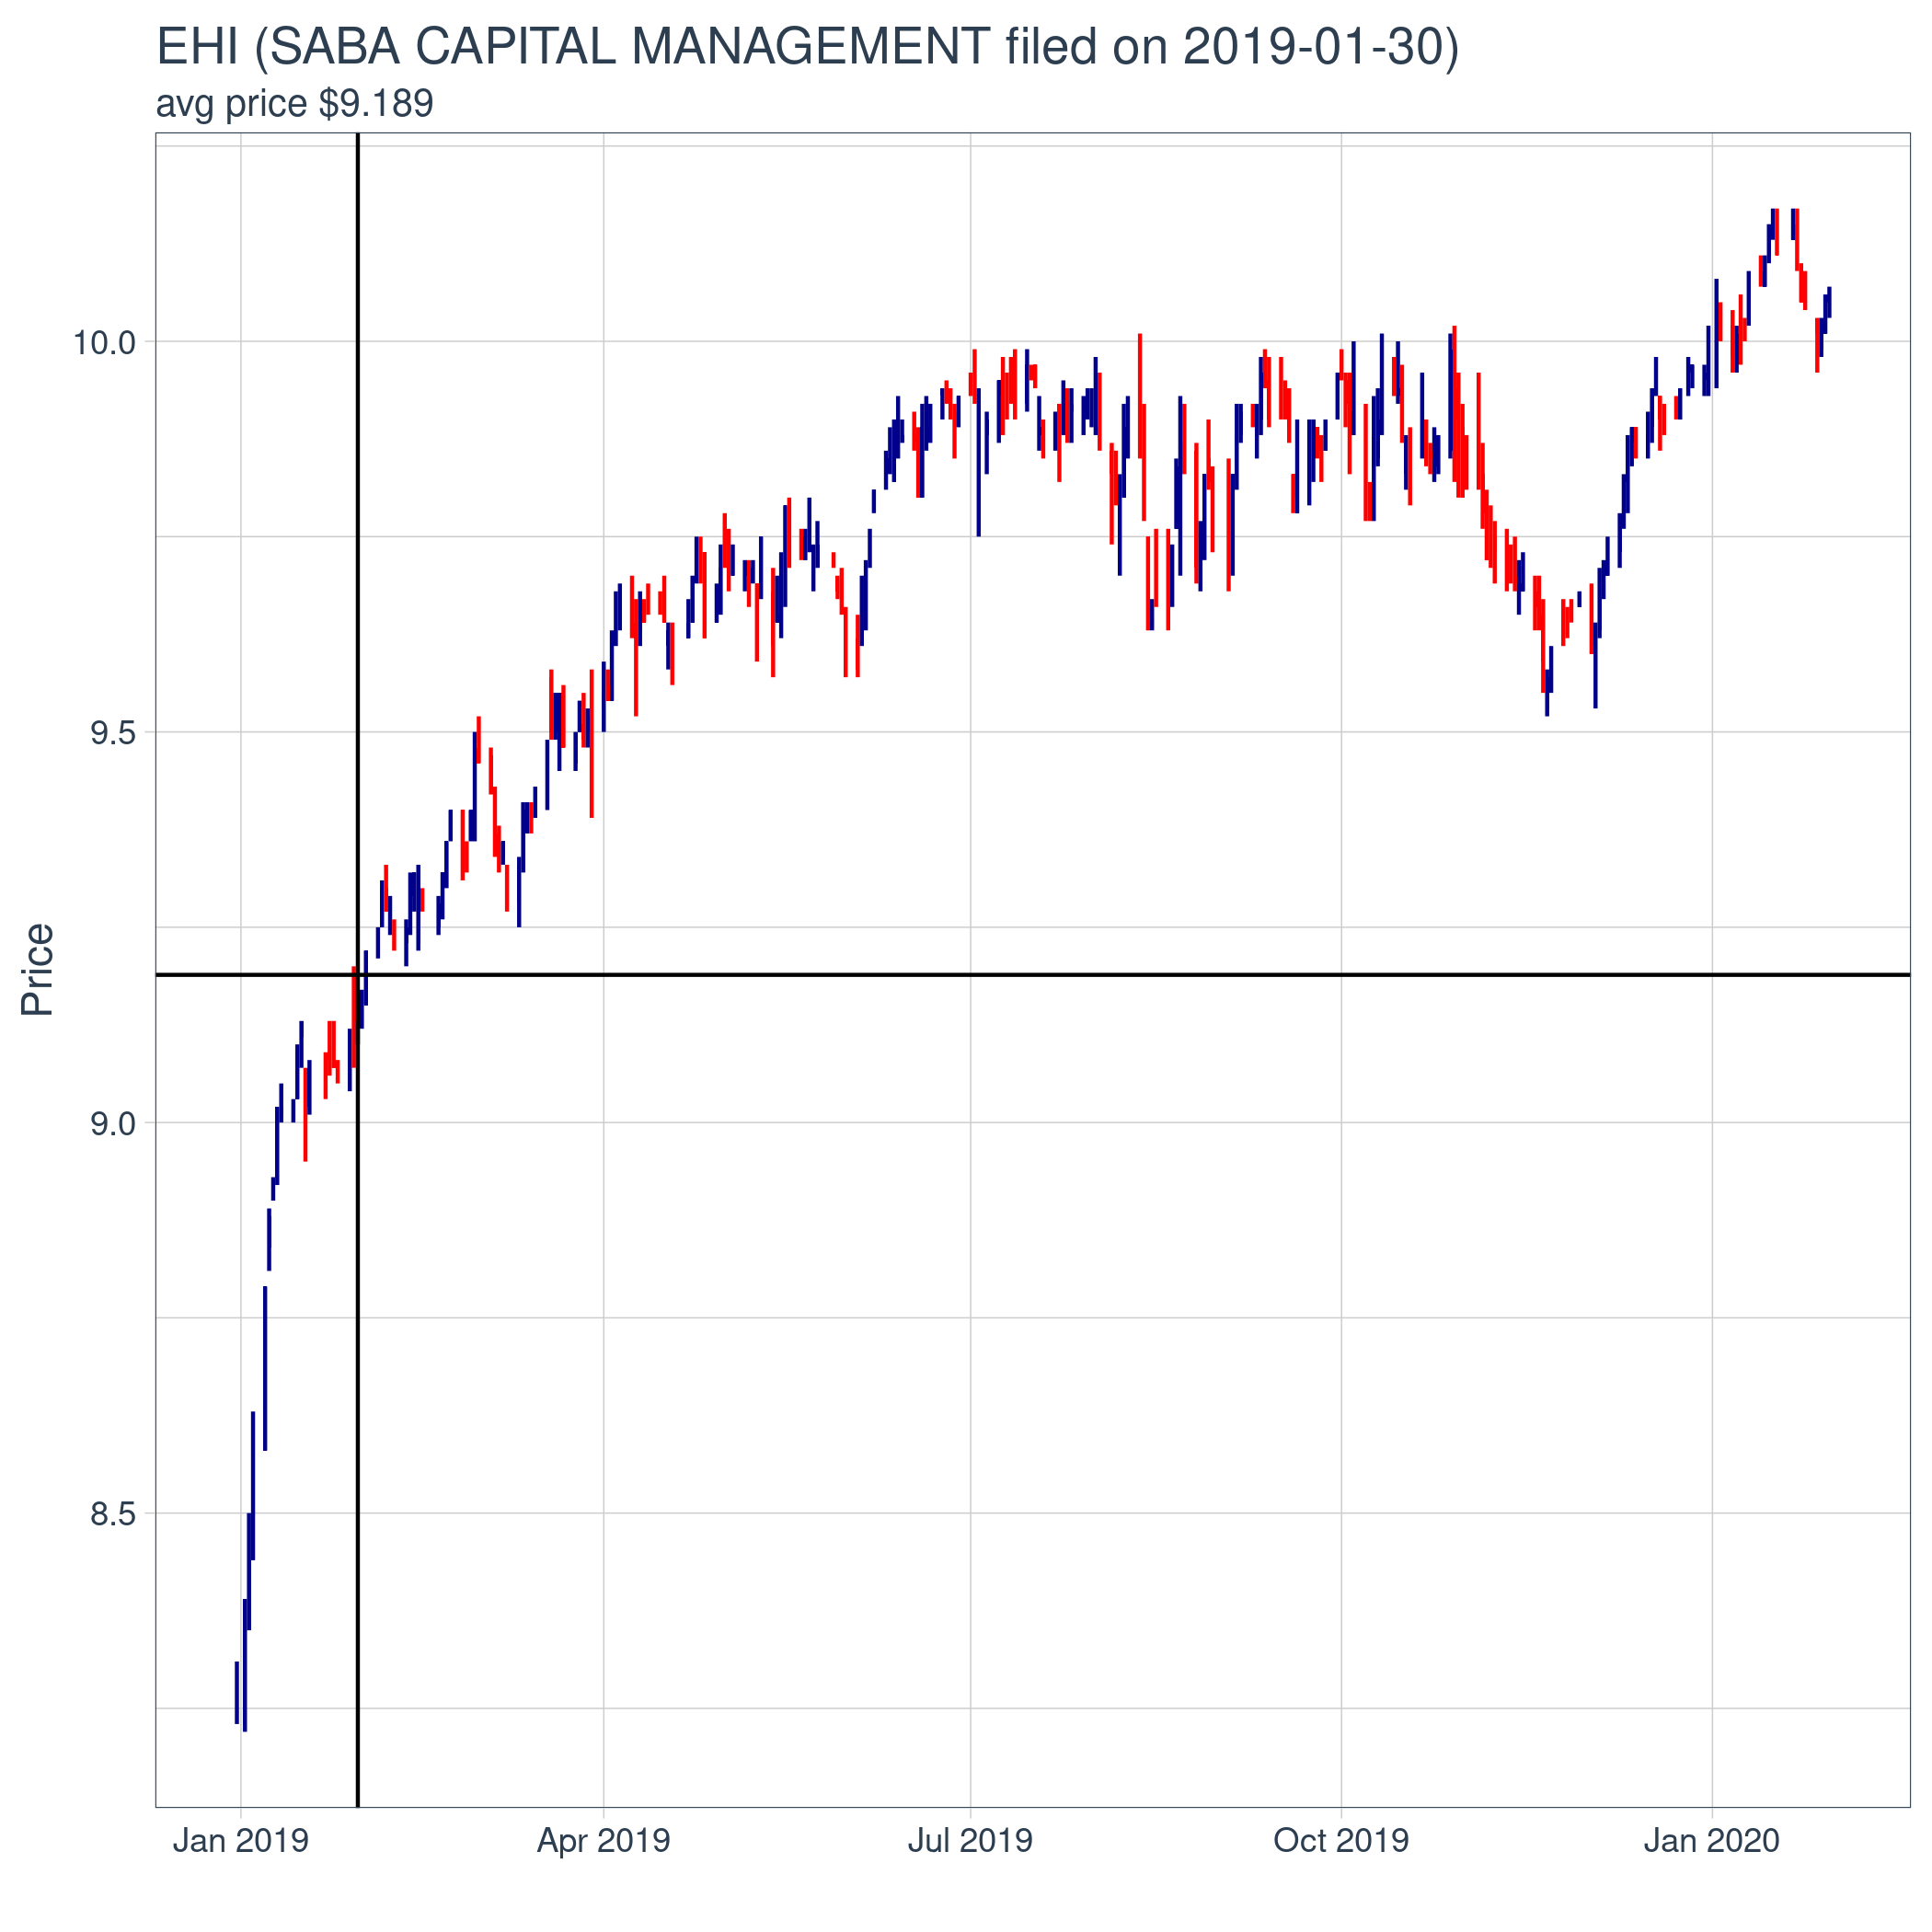 EHI (SABA CAPITAL MANAGEMENT filed on 2019-01-30)
avg price $9.189
10.0
9.5
9.0
8.5
Price
Jan 2019 Apr 2019 Jul 2019 Oct 2019 Jan 2020